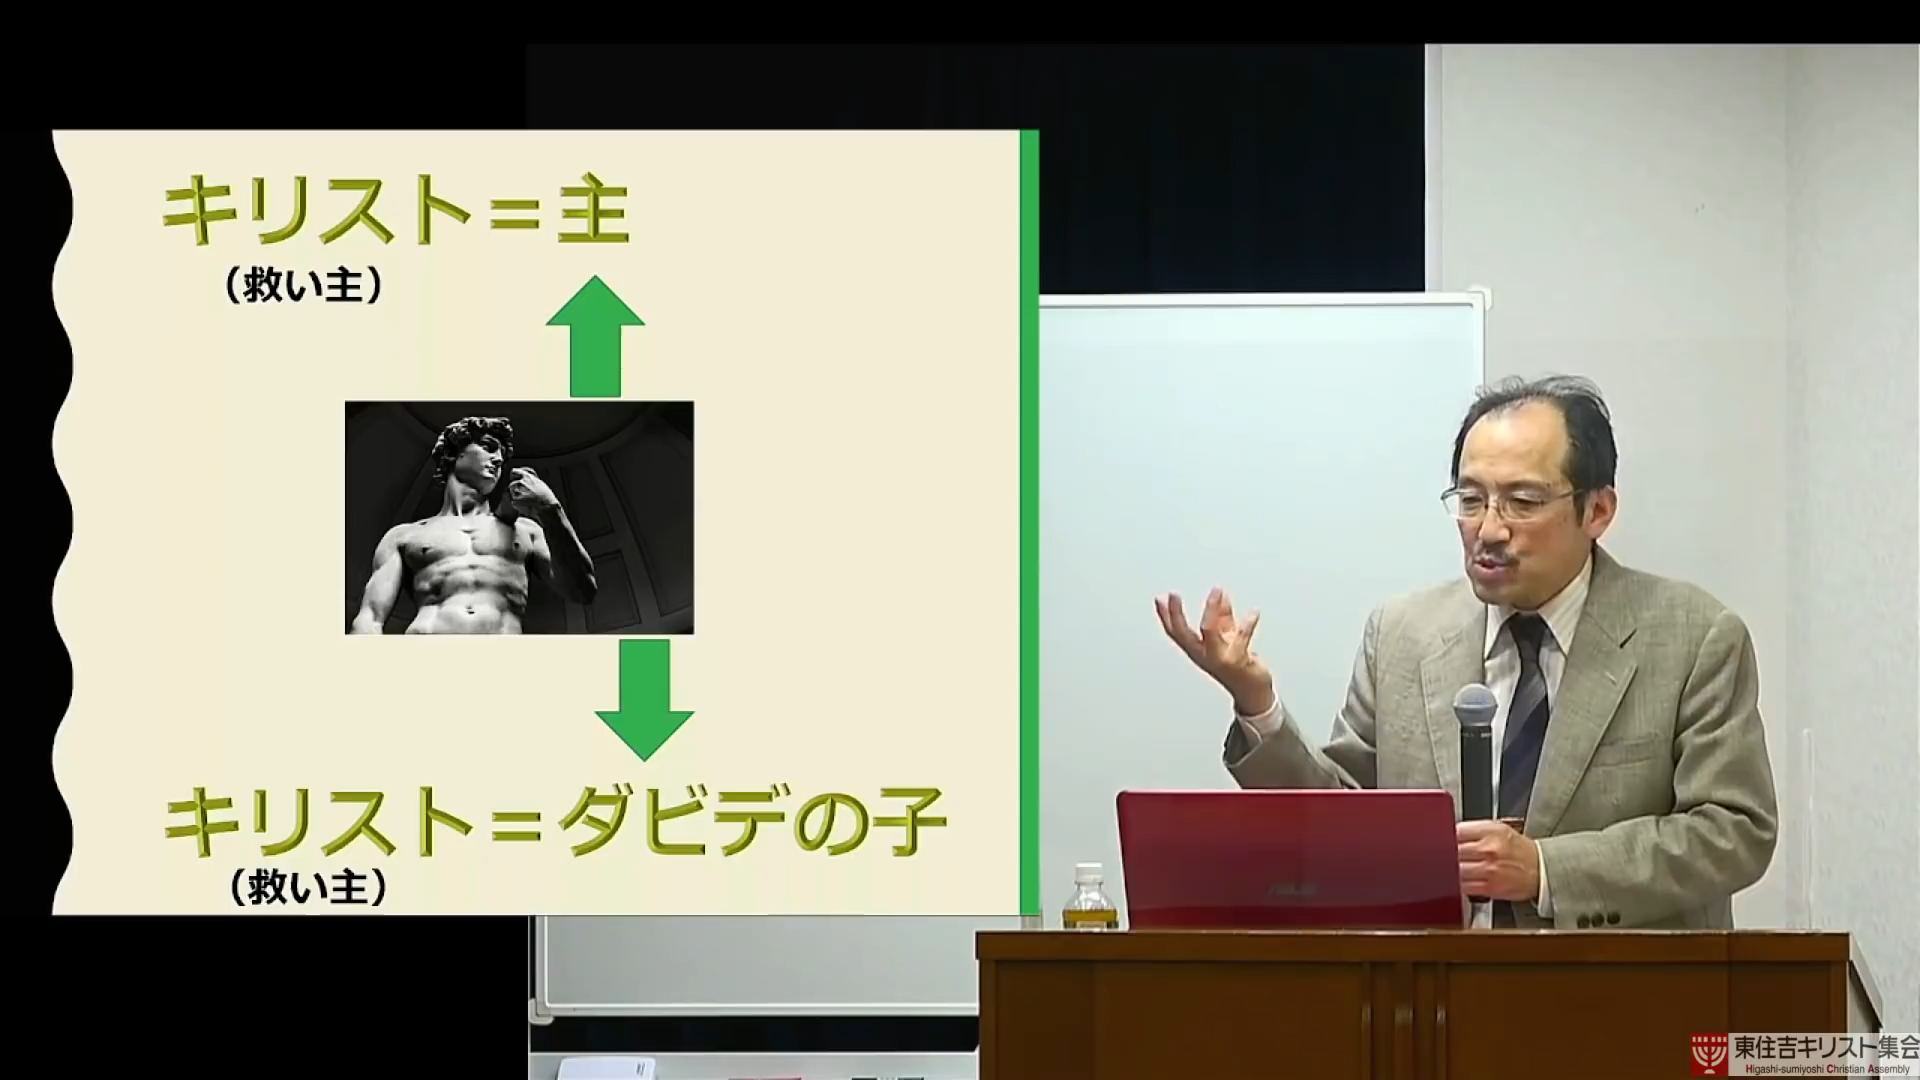 キリスト=主
(救い主)
キリスト=ダビデの子
(救い主)
東住吉キリスト集会
Higashi-sumiyoshi Christian Assembly